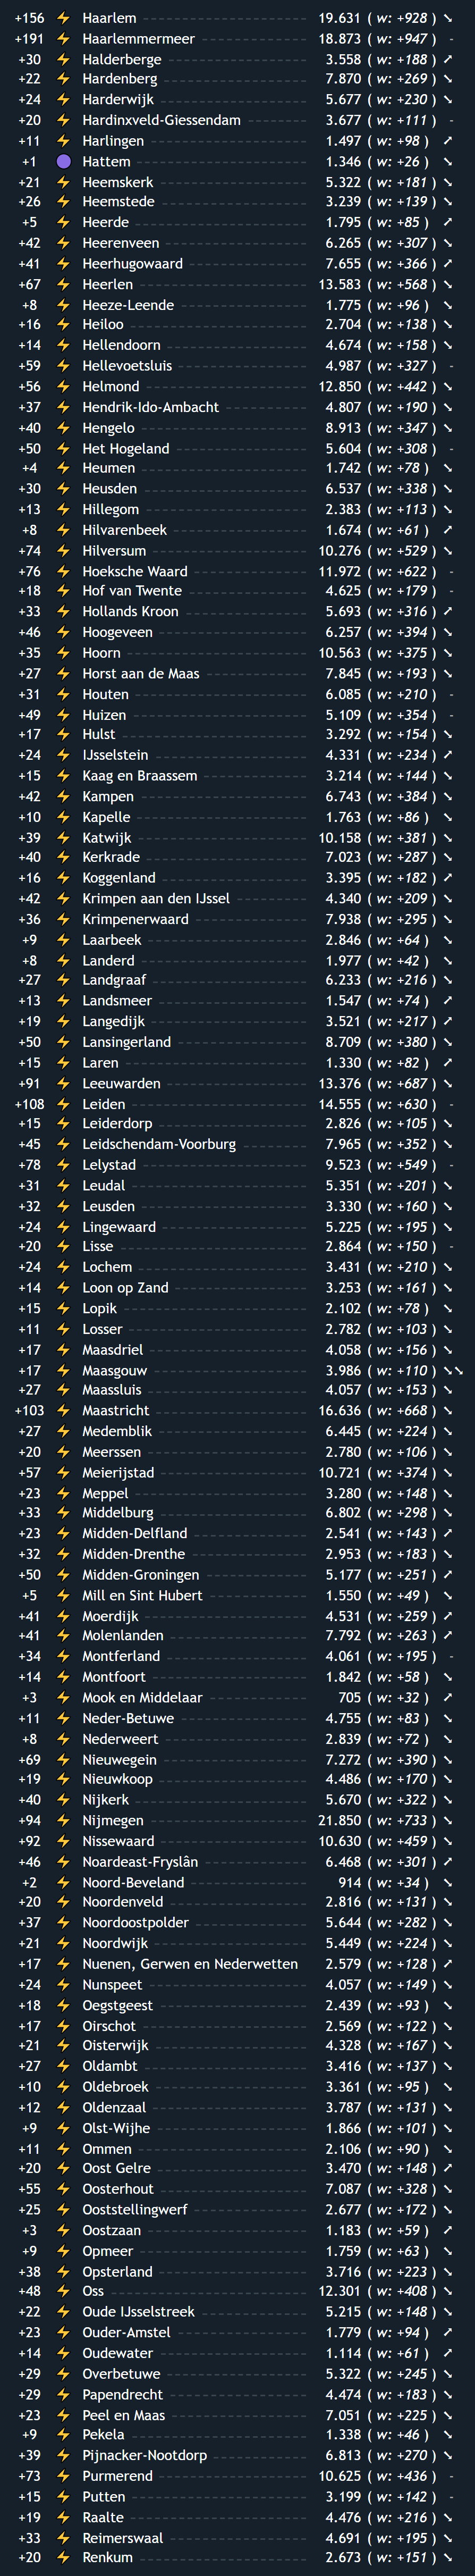 +156 ⚡ Haarlem 19.631 ( w: +928 ) ↘
+191 ⚡ Haarlemmermeer 18.873 ( w: +947 ) -
+30 ⚡ Halderberge 3.558 ( w: +188 ) ↗
+22 ⚡ Hardenberg 7.870 ( w: +269 ) ↘
+24 ⚡ Harderwijk 5.677 ( w: +230 ) ↘
+20 ⚡ Hardinxveld-Giessendam 3.677 ( w: +111 ) -
+11 ⚡ Harlingen 1.497 ( w: +98 ) ↗
+1 Hattem 1.346 ( w: +26 ) ↘
+21 ⚡ Heemskerk 5.322 ( w: +181 ) ↘
+26 ⚡ Heemstede 3.239 ( w: +139 ) ↘
+5 ⚡ Heerde 1.795 ( w: +85 ) ↗
+42 ⚡ Heerenveen 6.265 ( w: +307 ) ↘
+41 ⚡ Heerhugowaard 7.655 ( w: +366 ) ↗
+67 ⚡ Heerlen 13.583 ( w: +568 ) ↘
+8 ⚡ Heeze-Leende 1.775 ( w: +96 ) ↘
+16 ⚡ Heiloo 2.704 ( w: +138 ) ↘
+14 ⚡ Hellendoorn 4.674 ( w: +158 ) ↘
+59 ⚡ Hellevoetsluis 4.987 ( w: +327 ) -
+56 ⚡ Helmond 12.850 ( w: +442 ) ↘
+37 ⚡ Hendrik-Ido-Ambacht 4.807 ( w: +190 ) ↘
+40 ⚡ Hengelo 8.913 ( w: +347 ) ↘
+50 ⚡ Het Hogeland 5.604 ( w: +308 ) -
+4 ⚡ Heumen 1.742 ( w: +78 ) ↘
+30 ⚡ Heusden 6.537 ( w: +338 ) ↘
+13 ⚡ Hillegom 2.383 ( w: +113 ) ↘
+8 ⚡ Hilvarenbeek 1.674 ( w: +61 ) ↗
+74 ⚡ Hilversum 10.276 ( w: +529 ) ↘
+76 ⚡ Hoeksche Waard 11.972 ( w: +622 ) -
+18 ⚡ Hof van Twente 4.625 ( w: +179 ) -
+33 ⚡ Hollands Kroon 5.693 ( w: +316 ) ↗
+46 ⚡ Hoogeveen 6.257 ( w: +394 ) ↘
+35 ⚡ Hoorn 10.563 ( w: +375 ) ↘
+27 ⚡ Horst aan de Maas 7.845 ( w: +193 ) ↘
+31 ⚡ Houten 6.085 ( w: +210 ) -
+49 ⚡ Huizen 5.109 ( w: +354 ) -
+17 ⚡ Hulst 3.292 ( w: +154 ) ↘
+24 ⚡ IJsselstein 4.331 ( w: +234 ) ↗
+15 ⚡ Kaag en Braassem 3.214 ( w: +144 ) ↘
+42 ⚡ Kampen 6.743 ( w: +384 ) ↘
+10 ⚡ Kapelle 1.763 ( w: +86 ) ↘
+39 ⚡ Katwijk 10.158 ( w: +381 ) ↘
+40 ⚡ Kerkrade 7.023 ( w: +287 ) ↘
+16 ⚡ Koggenland 3.395 ( w: +182 ) ↗
+42 ⚡ Krimpen aan den IJssel 4.340 ( w: +209 ) ↘
+36 ⚡ Krimpenerwaard 7.938 ( w: +295 ) ↘
+9 ⚡ Laarbeek 2.846 ( w: +64 ) ↘
+8 ⚡ Landerd 1.977 ( w: +42 ) ↘
+27 ⚡ Landgraaf 6.233 ( w: +216 ) ↘
+13 ⚡ Landsmeer 1.547 ( w: +74 ) ↗
+19 ⚡ Langedijk 3.521 ( w: +217 ) ↗
+50 ⚡ Lansingerland 8.709 ( w: +380 ) ↘
+15 ⚡ Laren 1.330 ( w: +82 ) ↗
+91 ⚡ Leeuwarden 13.376 ( w: +687 ) ↘
+108 ⚡ Leiden 14.555 ( w: +630 ) -
+15 ⚡ Leiderdorp 2.826 ( w: +105 ) ↘
+45 ⚡ Leidschendam-Voorburg 7.965 ( w: +352 ) ↘
+78 ⚡ Lelystad 9.523 ( w: +549 ) -
+31 ⚡ Leudal 5.351 ( w: +201 ) ↘
+32 ⚡ Leusden 3.330 ( w: +160 ) ↘
+24 ⚡ Lingewaard 5.225 ( w: +195 ) ↘
+20 ⚡ Lisse 2.864 ( w: +150 ) -
+24 ⚡ Lochem 3.431 ( w: +210 ) ↘
+14 ⚡ Loon op Zand 3.253 ( w: +161 ) ↘
+15 ⚡ Lopik 2.102 ( w: +78 ) ↘
+11 ⚡ Losser 2.782 ( w: +103 ) ↘
+17 ⚡ Maasdriel 4.058 ( w: +156 ) ↘
+17 ⚡ Maasgouw 3.986 ( w: +110 ) ↘↘
+27 ⚡ Maassluis 4.057 ( w: +153 ) ↘
+103 ⚡ Maastricht 16.636 ( w: +668 ) ↘
+27 ⚡ Medemblik 6.445 ( w: +224 ) ↘
+20 ⚡ Meerssen 2.780 ( w: +106 ) ↘
+57 ⚡ Meierijstad 10.721 ( w: +374 ) ↘
+23 ⚡ Meppel 3.280 ( w: +148 ) ↘
+33 ⚡ Middelburg 6.802 ( w: +298 ) ↘
+23 ⚡ Midden-Delfland 2.541 ( w: +143 ) ↗
+32 ⚡ Midden-Drenthe 2.953 ( w: +183 ) ↘
+50 ⚡ Midden-Groningen 5.177 ( w: +251 ) ↗
+5 ⚡ Mill en Sint Hubert 1.550 ( w: +49 ) ↘
+41 ⚡ Moerdijk 4.531 ( w: +259 ) ↗
+41 ⚡ Molenlanden 7.792 ( w: +263 ) ↗
+34 ⚡ Montferland 4.061 ( w: +195 ) -
+14 ⚡ Montfoort 1.842 ( w: +58 ) ↘
+3 ⚡ Mook en Middelaar 705 ( w: +32 ) ↗
+11 ⚡ Neder-Betuwe 4.755 ( w: +83 ) ↘
+8 ⚡ Nederweert 2.839 ( w: +72 ) ↘
+69 ⚡ Nieuwegein 7.272 ( w: +390 ) ↘
+19 ⚡ Nieuwkoop 4.486 ( w: +170 ) ↘
+40 ⚡ Nijkerk 5.670 ( w: +322 ) ↘
+94 ⚡ Nijmegen 21.850 ( w: +733 ) ↘
+92 ⚡ Nissewaard 10.630 ( w: +459 ) ↘
+46 ⚡ Noardeast-Fryslân 6.468 ( w: +301 ) ↗
+2 ⚡ Noord-Beveland 914 ( w: +34 ) ↘
+20 ⚡ Noordenveld 2.816 ( w: +131 ) ↘
+37 ⚡ Noordoostpolder 5.644 ( w: +282 ) ↘
+21 ⚡ Noordwijk 5.449 ( w: +224 ) ↘
+17 ⚡ Nuenen, Gerwen en Nederwetten 2.579 ( w: +128 ) ↗
+24 ⚡ Nunspeet 4.057 ( w: +149 ) ↘
+18 ⚡ Oegstgeest 2.439 ( w: +93 ) ↘
+17 ⚡ Oirschot 2.569 ( w: +122 ) ↘
+21 ⚡ Oisterwijk 4.328 ( w: +167 ) ↘
+27 ⚡ Oldambt 3.416 ( w: +137 ) ↘
+10 ⚡ Oldebroek 3.361 ( w: +95 ) ↘
+12 ⚡ Oldenzaal 3.787 ( w: +131 ) ↘
+9 ⚡ Olst-Wijhe 1.866 ( w: +101 ) ↘
+11 ⚡ Ommen 2.106 ( w: +90 ) ↘
+20 ⚡ Oost Gelre 3.470 ( w: +148 ) ↗
+55 ⚡ Oosterhout 7.087 ( w: +328 ) ↘
+25 ⚡ Ooststellingwerf 2.677 ( w: +172 ) ↘
+3 ⚡ Oostzaan 1.183 ( w: +59 ) ↗
+9 ⚡ Opmeer 1.759 ( w: +63 ) ↘
+38 ⚡ Opsterland 3.716 ( w: +223 ) ↘
+48 ⚡ Oss 12.301 ( w: +408 ) ↘
+22 ⚡ Oude IJsselstreek 5.215 ( w: +148 ) ↘
+23 ⚡ Ouder-Amstel 1.779 ( w: +94 ) ↗
+14 ⚡ Oudewater 1.114 ( w: +61 ) ↗
+29 ⚡ Overbetuwe 5.322 ( w: +245 ) ↘
+29 ⚡ Papendrecht 4.474 ( w: +183 ) ↘
+23 ⚡ Peel en Maas 7.051 ( w: +225 ) ↘
+9 ⚡ Pekela 1.338 ( w: +46 ) ↘
+39 ⚡ Pijnacker-Nootdorp 6.813 ( w: +270 ) ↘
+73 ⚡ Purmerend 10.625 ( w: +436 ) -
+15 ⚡ Putten 3.199 ( w: +142 ) -
+19 ⚡ Raalte 4.476 ( w: +216 ) ↘
+33 ⚡ Reimerswaal 4.691 ( w: +195 ) ↘
+20 ⚡ Renkum 2.673 ( w: +151 ) ↘